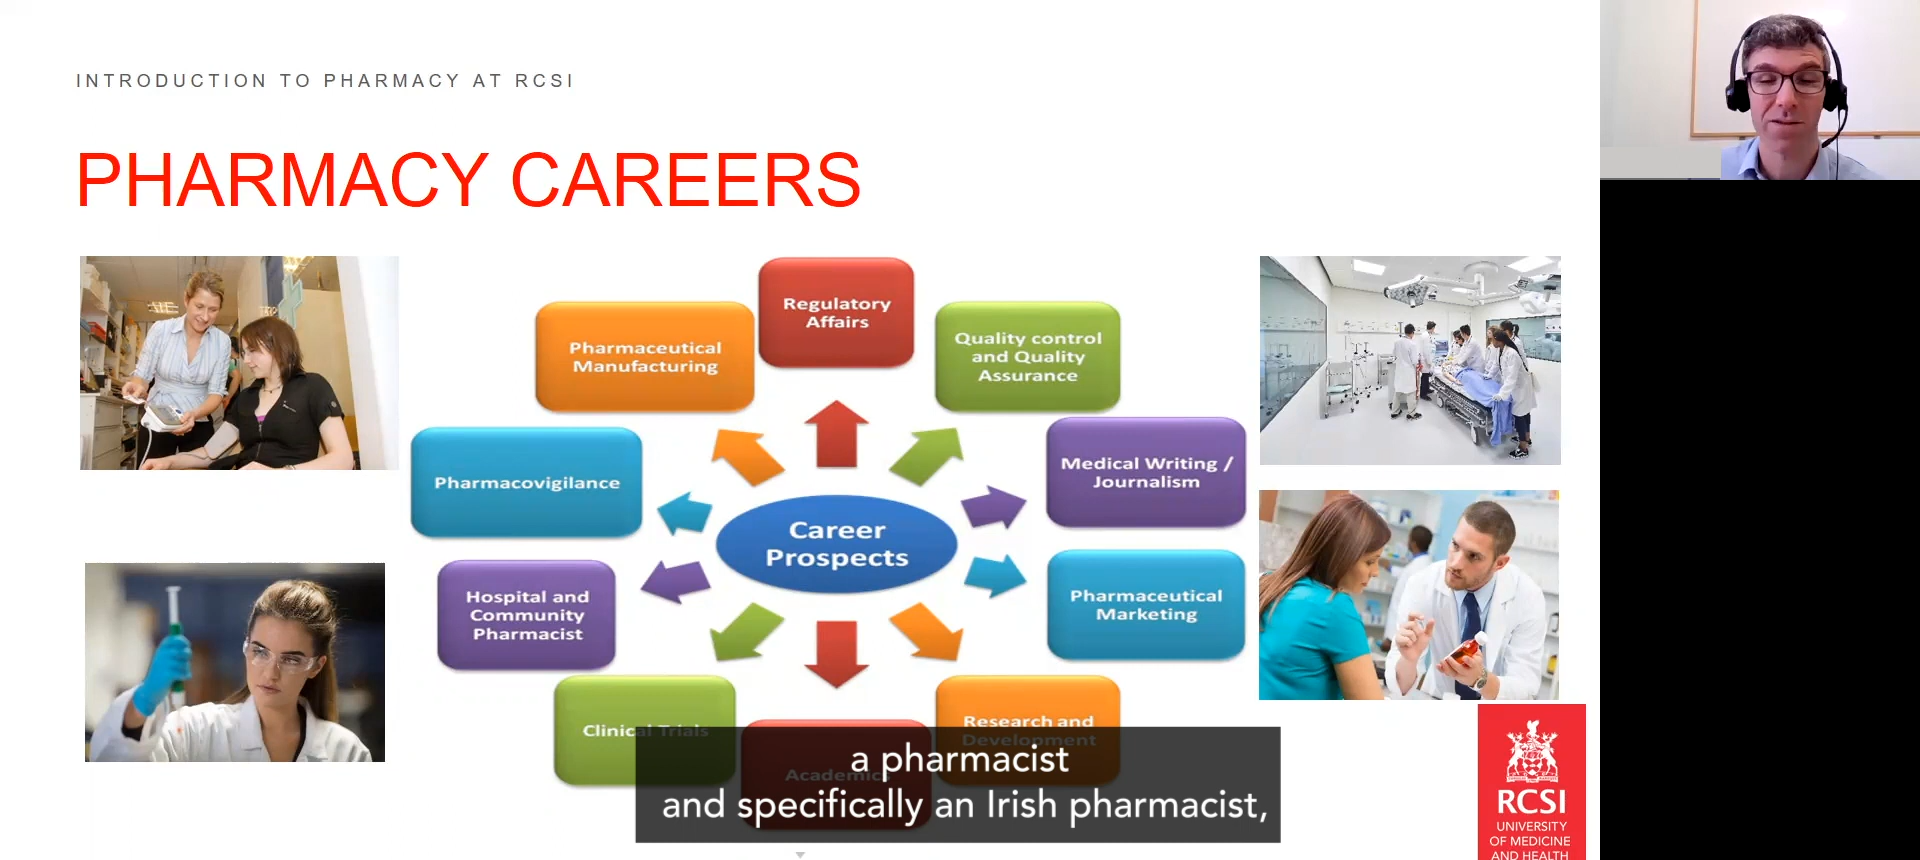 INTRODUCTION TO PHARMACY AT RCSI
PHARMACY CAREERS
Regulatory
Affairs
Pharmaceutical
Manufacturing
Quality control
and Quality
Assurance
Pharmacovigilance
Medical Writing /
Journalism
Career
Prospects
Hospital and
Community
Pharmacist
Pharmaceutical
Marketing
Clinical Trials
Research and
Development
Academic
a pharmacist
and specifically an Irish pharmacist,
RCSI
UNIVERSITY
OF MEDICINE
AND HEALTH